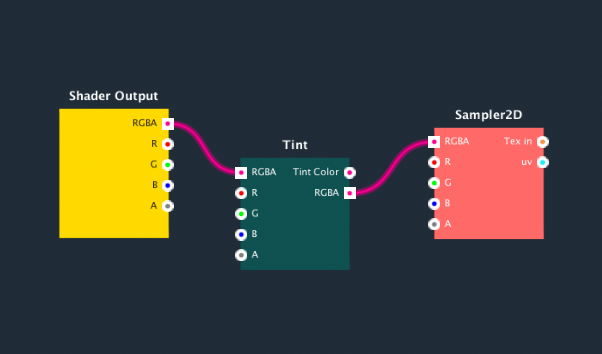 Shader Output
RGBA
R
G
B
A
Tint
RGBA Tint Color
R RGBA
G
B
A
Sampler2D
RGBA Tex in
R uv
G
B
A